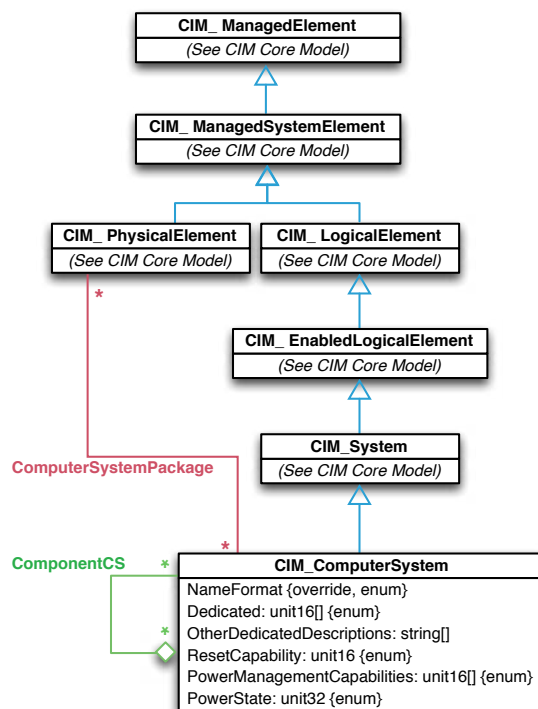 CIM_ ManagedElement
(See CIM Core Model)
CIM_ ManagedSystemElement
(See CIM Core Model)
CIM_ PhysicalElement
(See CIM Core Model)
CIM_ LogicalElement
(See CIM Core Model)
*
CIM_ EnabledLogicalElement
(See CIM Core Model)
CIM_System
(See CIM Core Model)
ComputerSystemPackage
*
ComponentCS
*
*
CIM_ComputerSystem
NameFormat {override, enum}
Dedicated: unit16[] {enum}
OtherDedicatedDescriptions: string[]
ResetCapability: unit16 {enum}
PowerManagementCapabilities: unit16[] {enum}
PowerState: unit32 {enum}